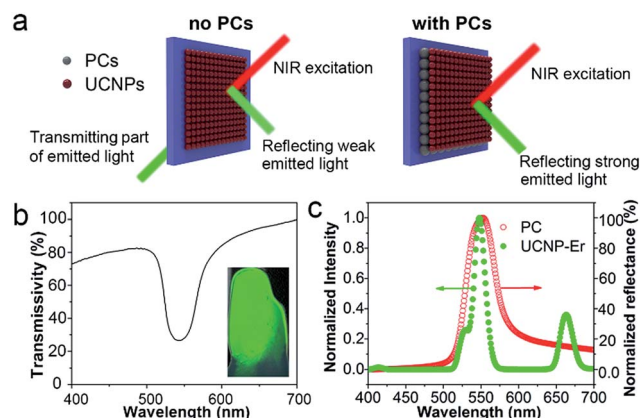 a
no PCs
with PCs
PCs
UCNPs
NIR excitation
NIR excitation
Transmitting part
of emitted light
Reflecting weak
emitted light
Reflecting strong
emitted light
b
Transmissivity (%)
100
80
60
40
20
0
400
500
600
700
Wavelength (nm)
c
Normalized Intensity
1.0
0.8
0.6
0.4
0.2
0.0
PC
UCNP-Er
100
80
60
40
20
0.0
Normalized reflectance (%)
400
450
500
550
600
650
700
Wavelength (nm)